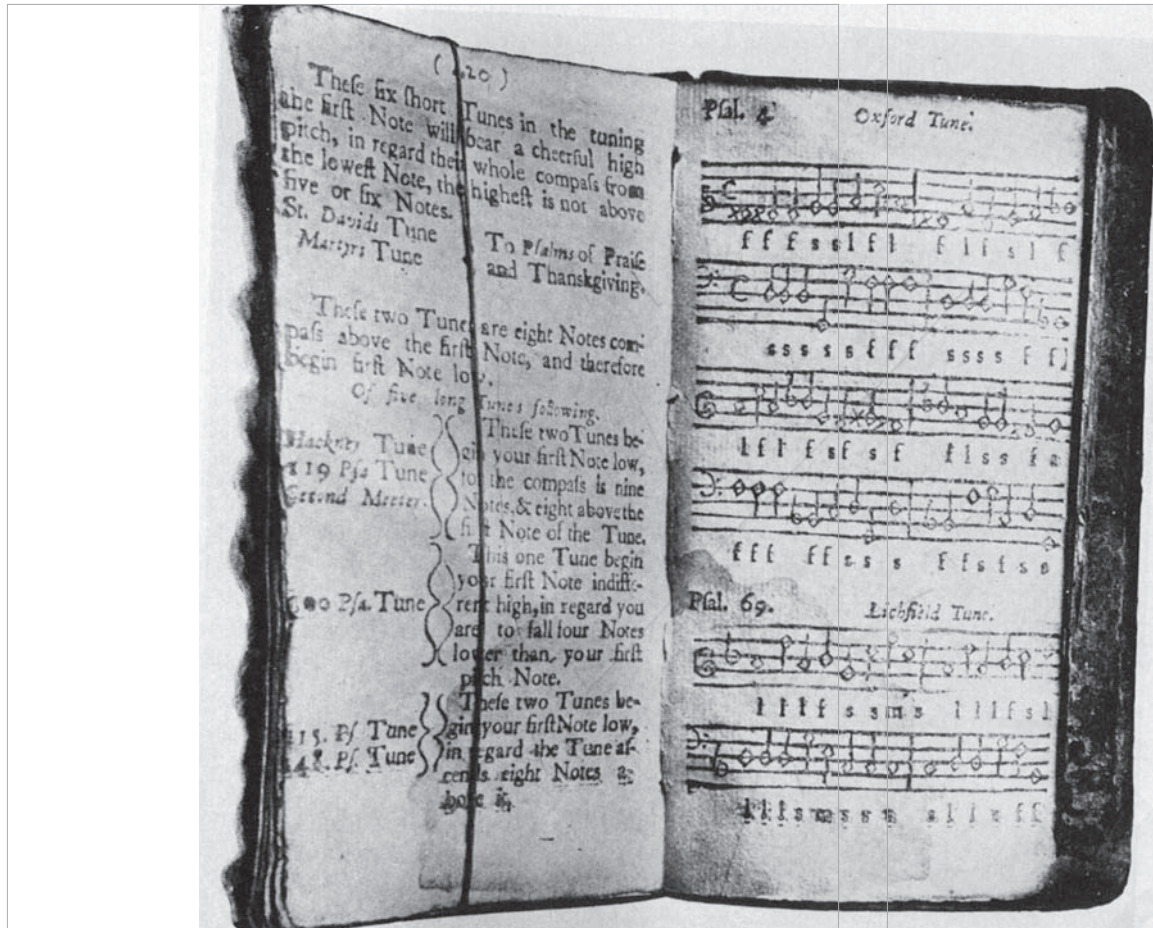 ( 420 )
Theſe ſix ſhort Tunes in the tuning
the firſt Note will bear a cheerful high
pitch, in regard their whole compaſs from
the loweſt Note, the higheſt is not above
five or ſix Notes.
St. Davids Tune
Martyrs Tune
To Pſalms of Praiſe
and Thanskgiving.
Theſe two Tunes are eight Notes com-
paſs above the firſt Note, and therefore
begin firſt Note low.
Of five long Tunes following.
Hackney Tune
119 Pſa Tune
Second Meeter.
Theſe two Tunes be-
gin your firſt Note low,
for the compaſs is nine
Notes, & eight above the
firſt Note of the Tune.
Pſa. Tune
This one Tune begin
your firſt Note indiffe-
rent high, in regard you
are to fall four Notes
lower than your firſt
pitch Note.
115. Pſ Tune
148. Pſ. Tune
Theſe two Tunes be-
gin your firſt Note low,
in regard the Tune aſ-
cends eight Notes a-
bove it.
Pſal. 4
Oxford Tune.
f f f s s l f l f l f s l f
s s s s s f f f s s s s f f
l f l f s f s f f l s s f a
f f f f f s s s f f s f s s
Pſal. 69.
Lichfield Tune.
l l l f s s m s l l l f s l
l l f s m s s s s l l s f f